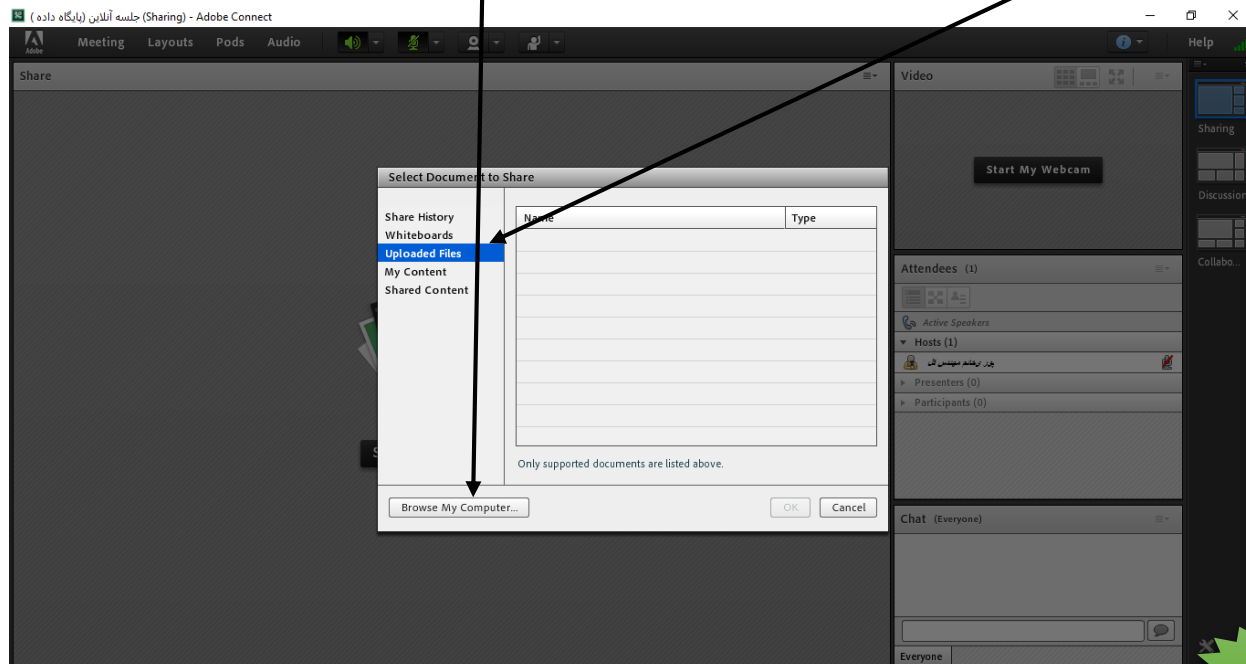 جلسه آنلاین (پایگاه داده ) (Sharing) - Adobe Connect
Adobe Meeting Layouts Pods Audio Help
Share
Video
Start My Webcam
Sharing
Discussion
Collabo...
Select Document to Share
Share History
Whiteboards
Uploaded Files
My Content
Shared Content
Name Type
Only supported documents are listed above.
Browse My Computer... OK Cancel
Attendees (1)
Active Speakers
Hosts (1)
Presenters (0)
Participants (0)
Chat (Everyone)
Everyone